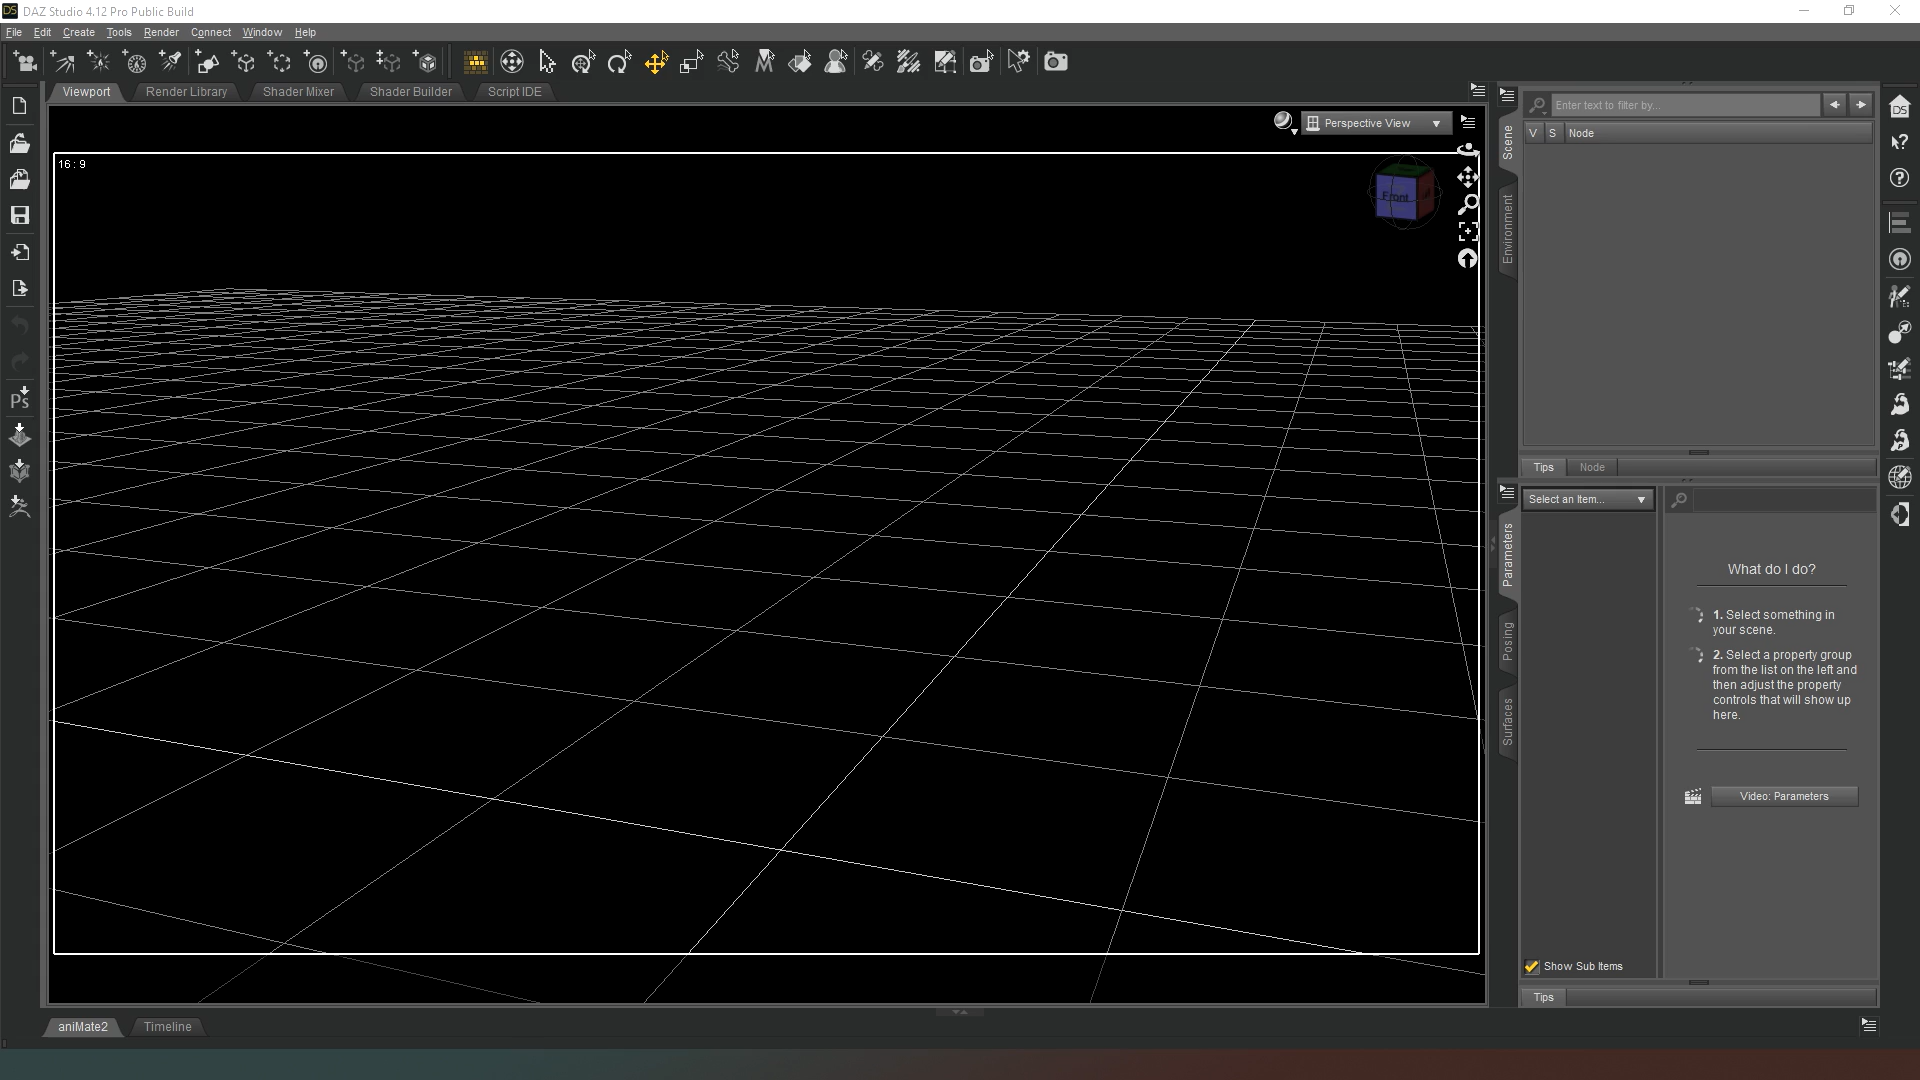 DS DAZ Studio 4.12 Pro Public Build
File Edit Create Tools Render Connect Window Help
Viewport Render Library Shader Mixer Shader Builder Script IDE
Perspective View
16 : 9
Front
Ps
Scene
Environment
Enter text to filter by...
V S Node
Tips Node
Parameters
Posing
Surfaces
Select an Item...
What do I do?
1. Select something in
your scene.
2. Select a property group
from the list on the left and
then adjust the property
controls that will show up
here.
Video: Parameters
Show Sub Items
Tips
DS
aniMate2 Timeline